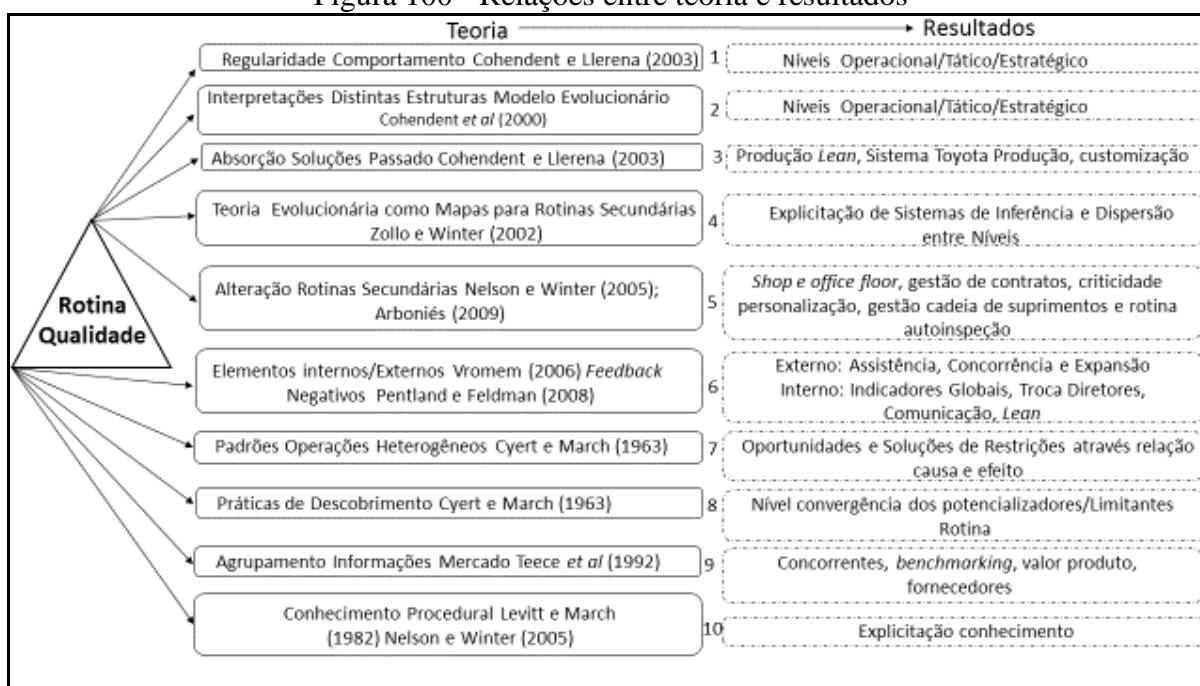 Figura 100 - Relações entre teoria e resultados
Teoria
Resultados
Regularidade Comportamento Cohendent e Llerena (2003)
1
Níveis Operacional/Tático/Estratégico
Interpretações Distintas Estruturas Modelo Evolucionário
Cohendent et al (2000)
2
Níveis Operacional/Tático/Estratégico
Absorção Soluções Passado Cohendent e Llerena (2003)
3
Produção Lean, Sistema Toyota Produção, customização
Teoria Evolucionária como Mapas para Rotinas Secundárias
Zollo e Winter (2002)
4
Explicitação de Sistemas de Inferência e Dispersão
entre Níveis
Rotina
Qualidade
Alteração Rotinas Secundárias Nelson e Winter (2005);
Arboniés (2009)
5
Shop e office floor, gestão de contratos, criticidade
personalização, gestão cadeia de suprimentos e rotina
autoinspeção
Elementos internos/Externos Vromem (2006) Feedback
Negativos Pentland e Feldman (2008)
6
Externo: Assistência, Concorrência e Expansão
Interno: Indicadores Globais, Troca Diretores,
Comunicação, Lean
Padrões Operações Heterogêneos Cyert e March (1963)
7
Oportunidades e Soluções de Restrições através relação
causa e efeito
Práticas de Descobrimento Cyert e March (1963)
8
Nível convergência dos potencializadores/Limitantes
Rotina
Agrupamento Informações Mercado Teece et al (1992)
9
Concorrentes, benchmarking, valor produto,
fornecedores
Conhecimento Procedural Levitt e March
(1982) Nelson e Winter (2005)
10
Explicitação conhecimento